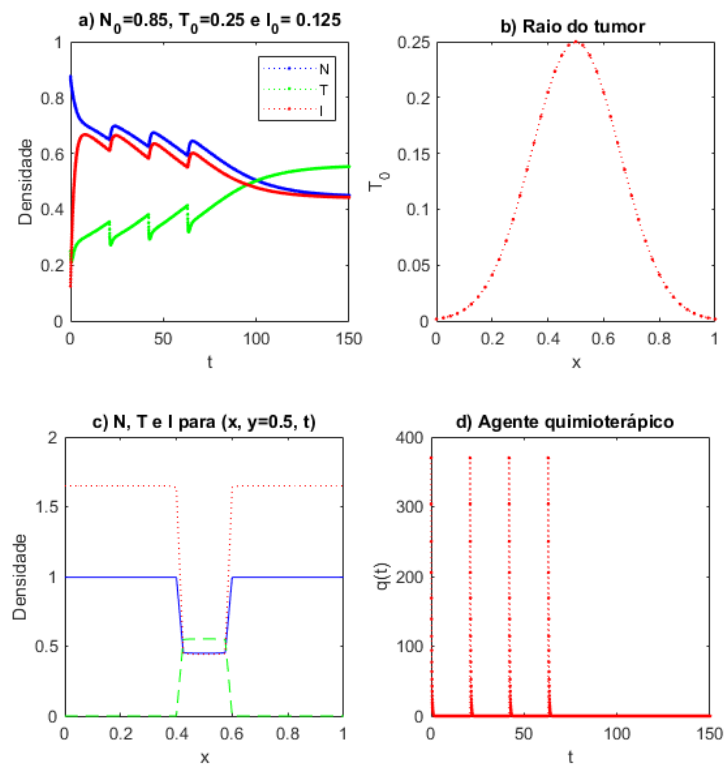 a) N₀=0.85, T₀=0.25 e I₀= 0.125
1
0.8
0.6
0.4
0.2
0
Densidade
N
T
I
0 50 100 150
t
b) Raio do tumor
0.25
0.2
0.15
0.1
0.05
0
T₀
0 0.2 0.4 0.6 0.8 1
x
c) N, T e I para (x, y=0.5, t)
2
1.5
1
0.5
0
Densidade
0 0.2 0.4 0.6 0.8 1
x
d) Agente quimioterápico
400
350
300
250
200
150
100
50
0
q(t)
0 50 100 150
t